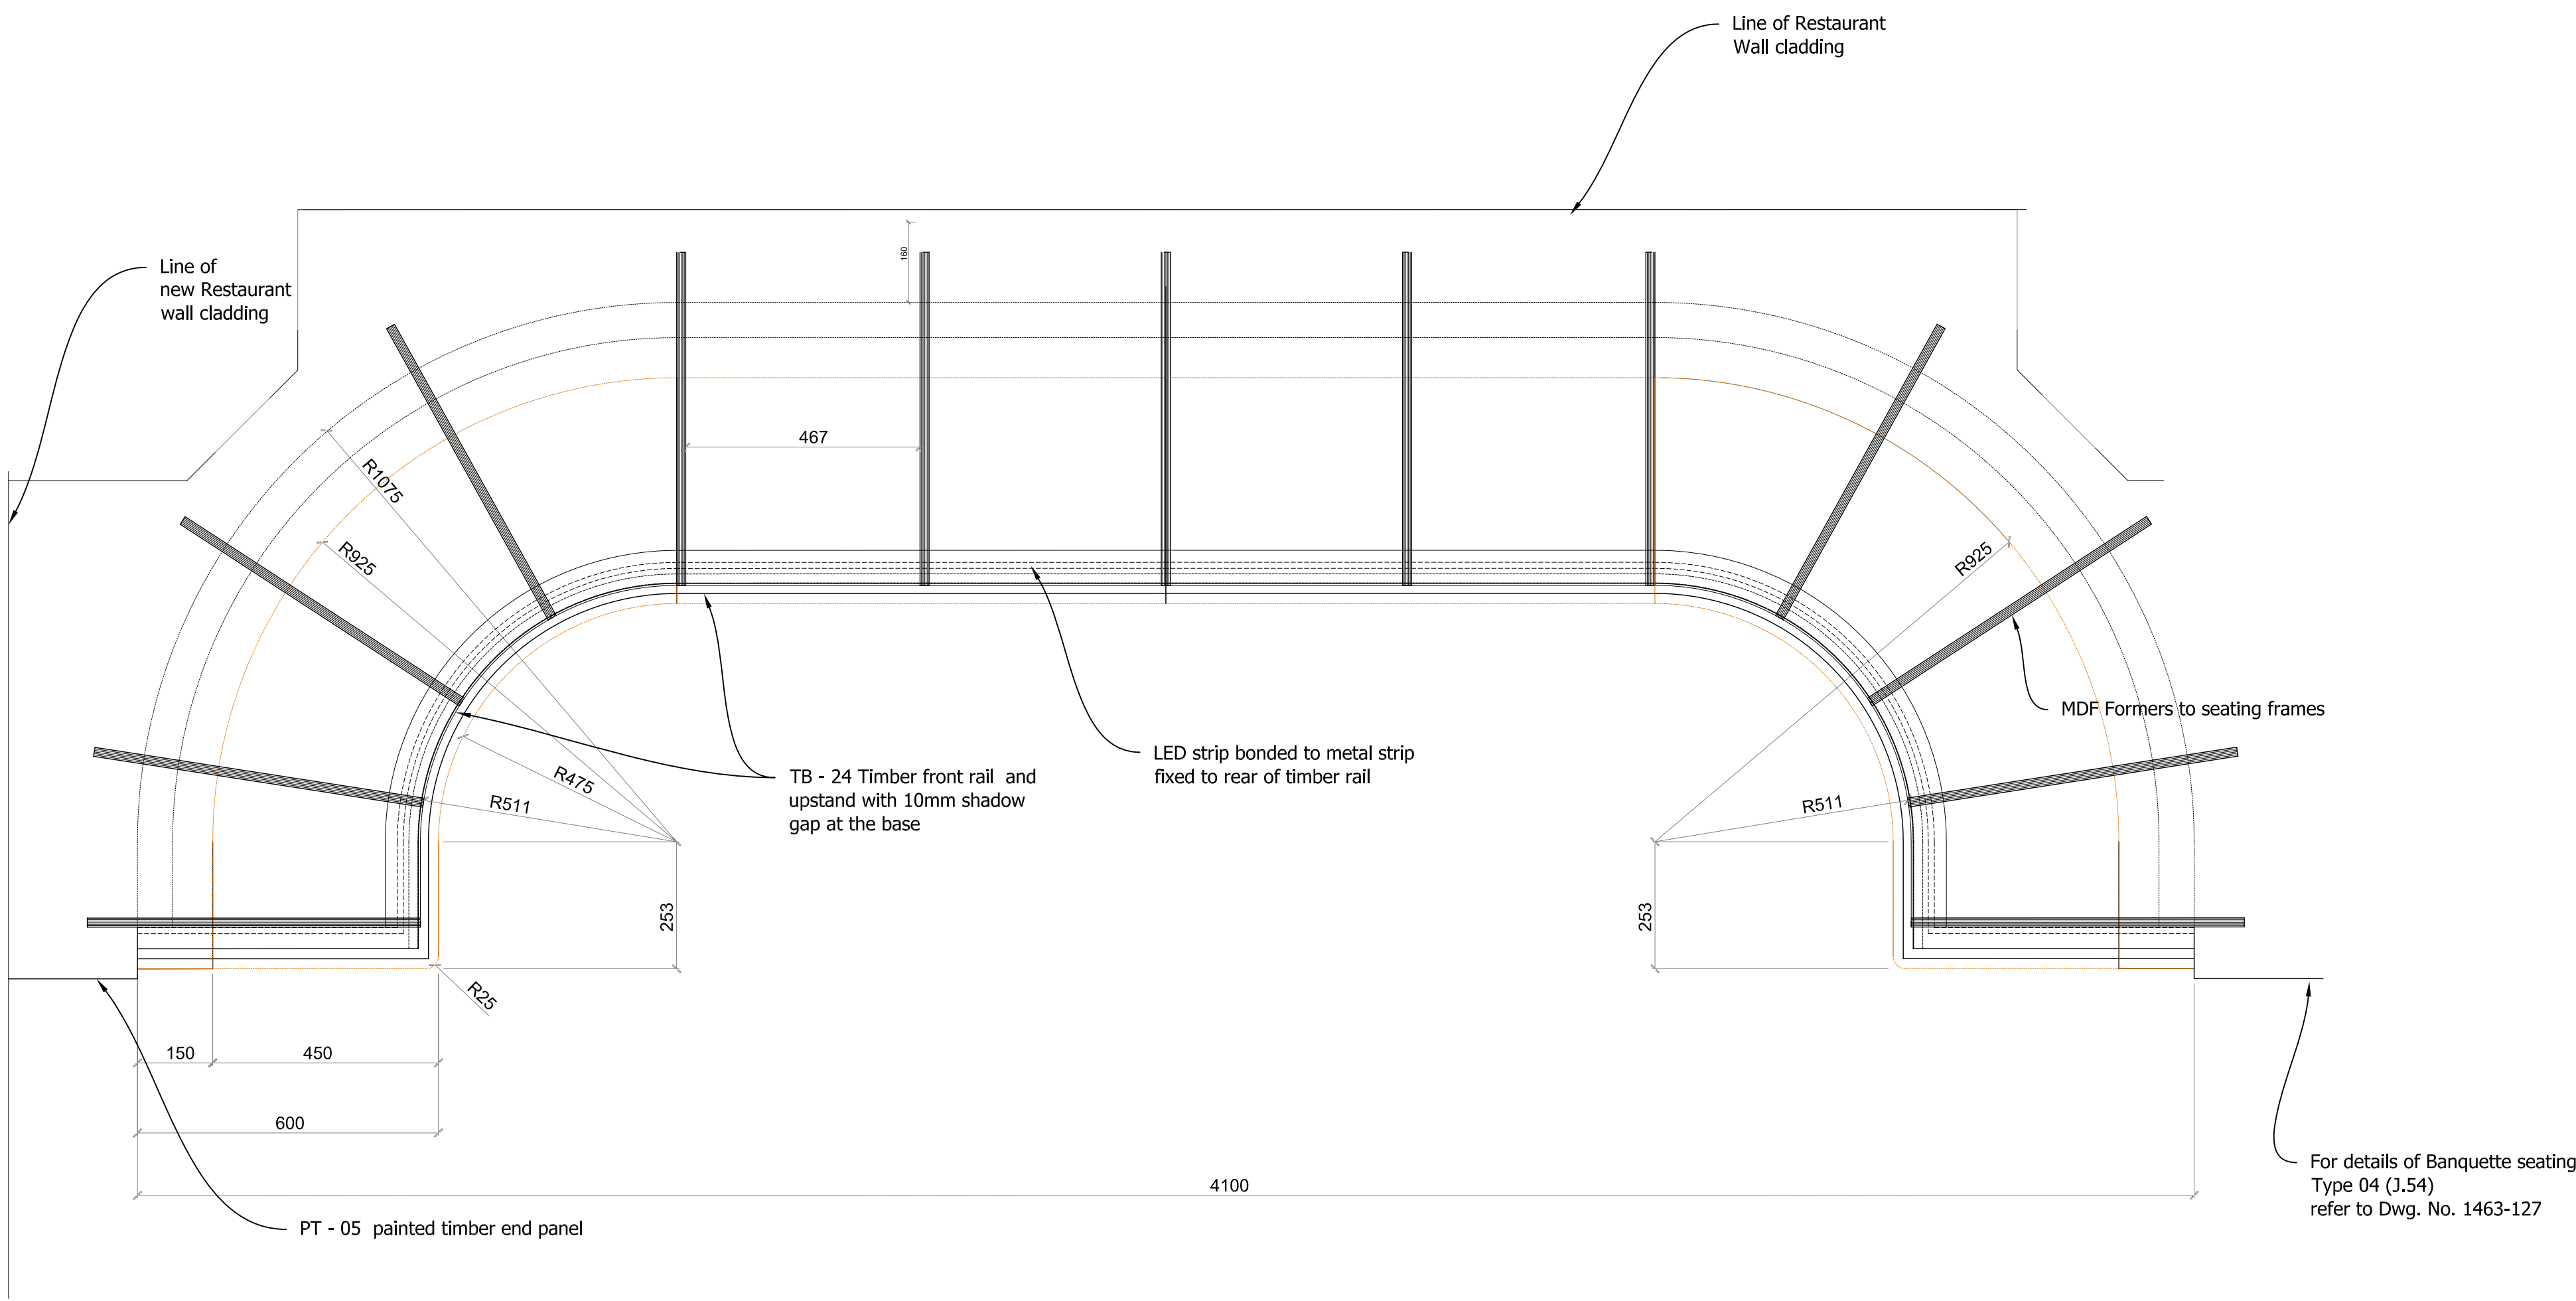 Line of Restaurant
Wall cladding
Line of
new Restaurant
wall cladding
160
467
R1075
R925
R925
MDF Formers to seating frames
LED strip bonded to metal strip
fixed to rear of timber rail
TB - 24 Timber front rail and
upstand with 10mm shadow
gap at the base
R475
R511
R511
253
253
R25
150
450
600
4100
PT - 05 painted timber end panel
For details of Banquette seating
Type 04 (J.54)
refer to Dwg. No. 1463-127